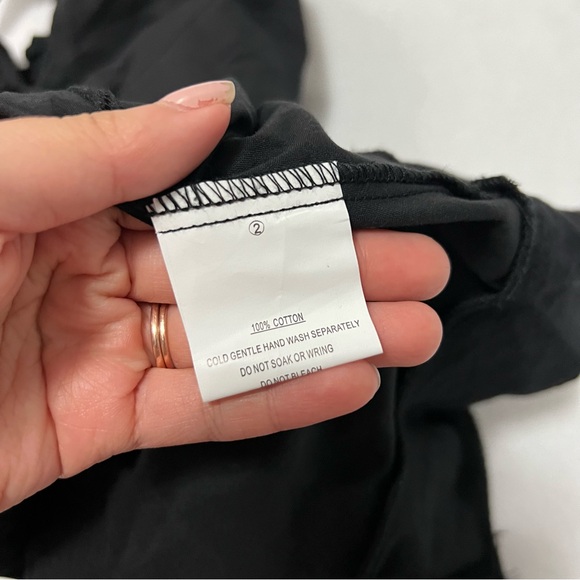 ②
100% COTTON
COLD GENTLE HAND WASH SEPARATELY
DO NOT SOAK OR WRING
DO NOT BLEACH